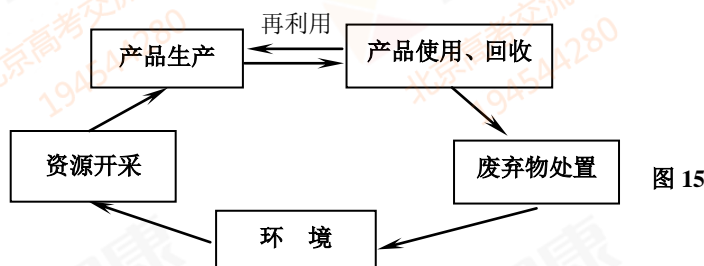 再利用
产品生产
产品使用、回收
资源开采
废弃物处置
图 15
环 境